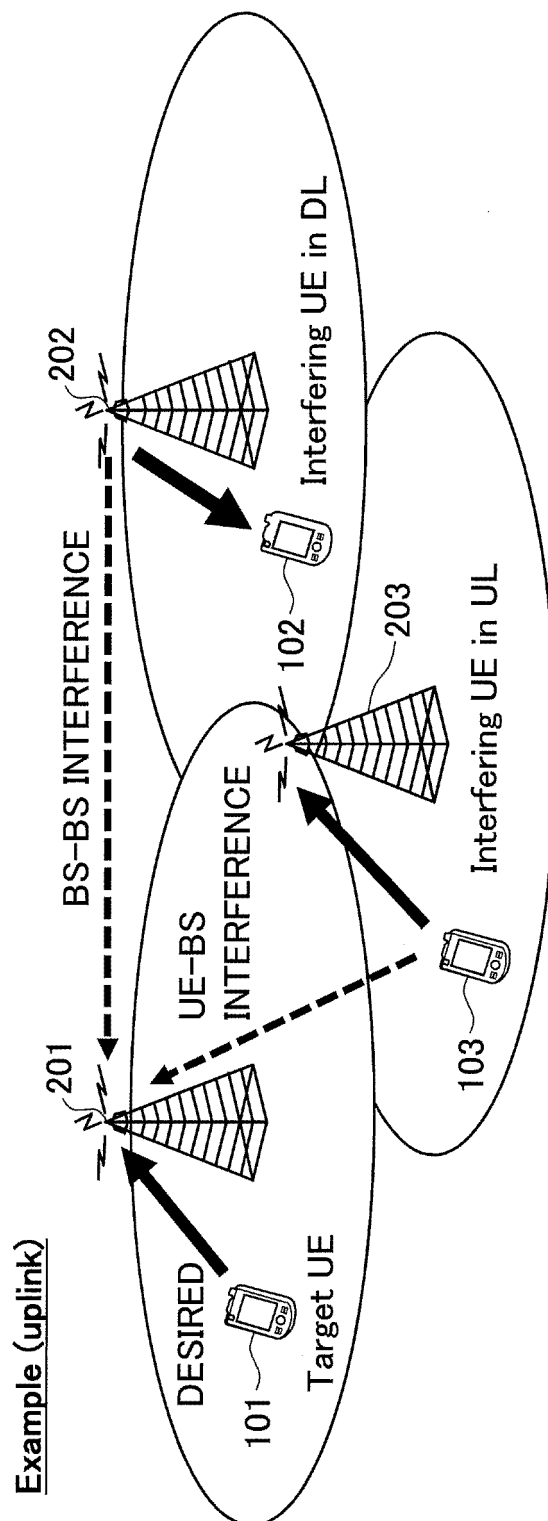 Example (uplink)
BS-BS INTERFERENCE
201
202
DESIRED
UE-BS
INTERFERENCE
101
Target UE
102
Interfering UE in DL
203
103
Interfering UE in UL